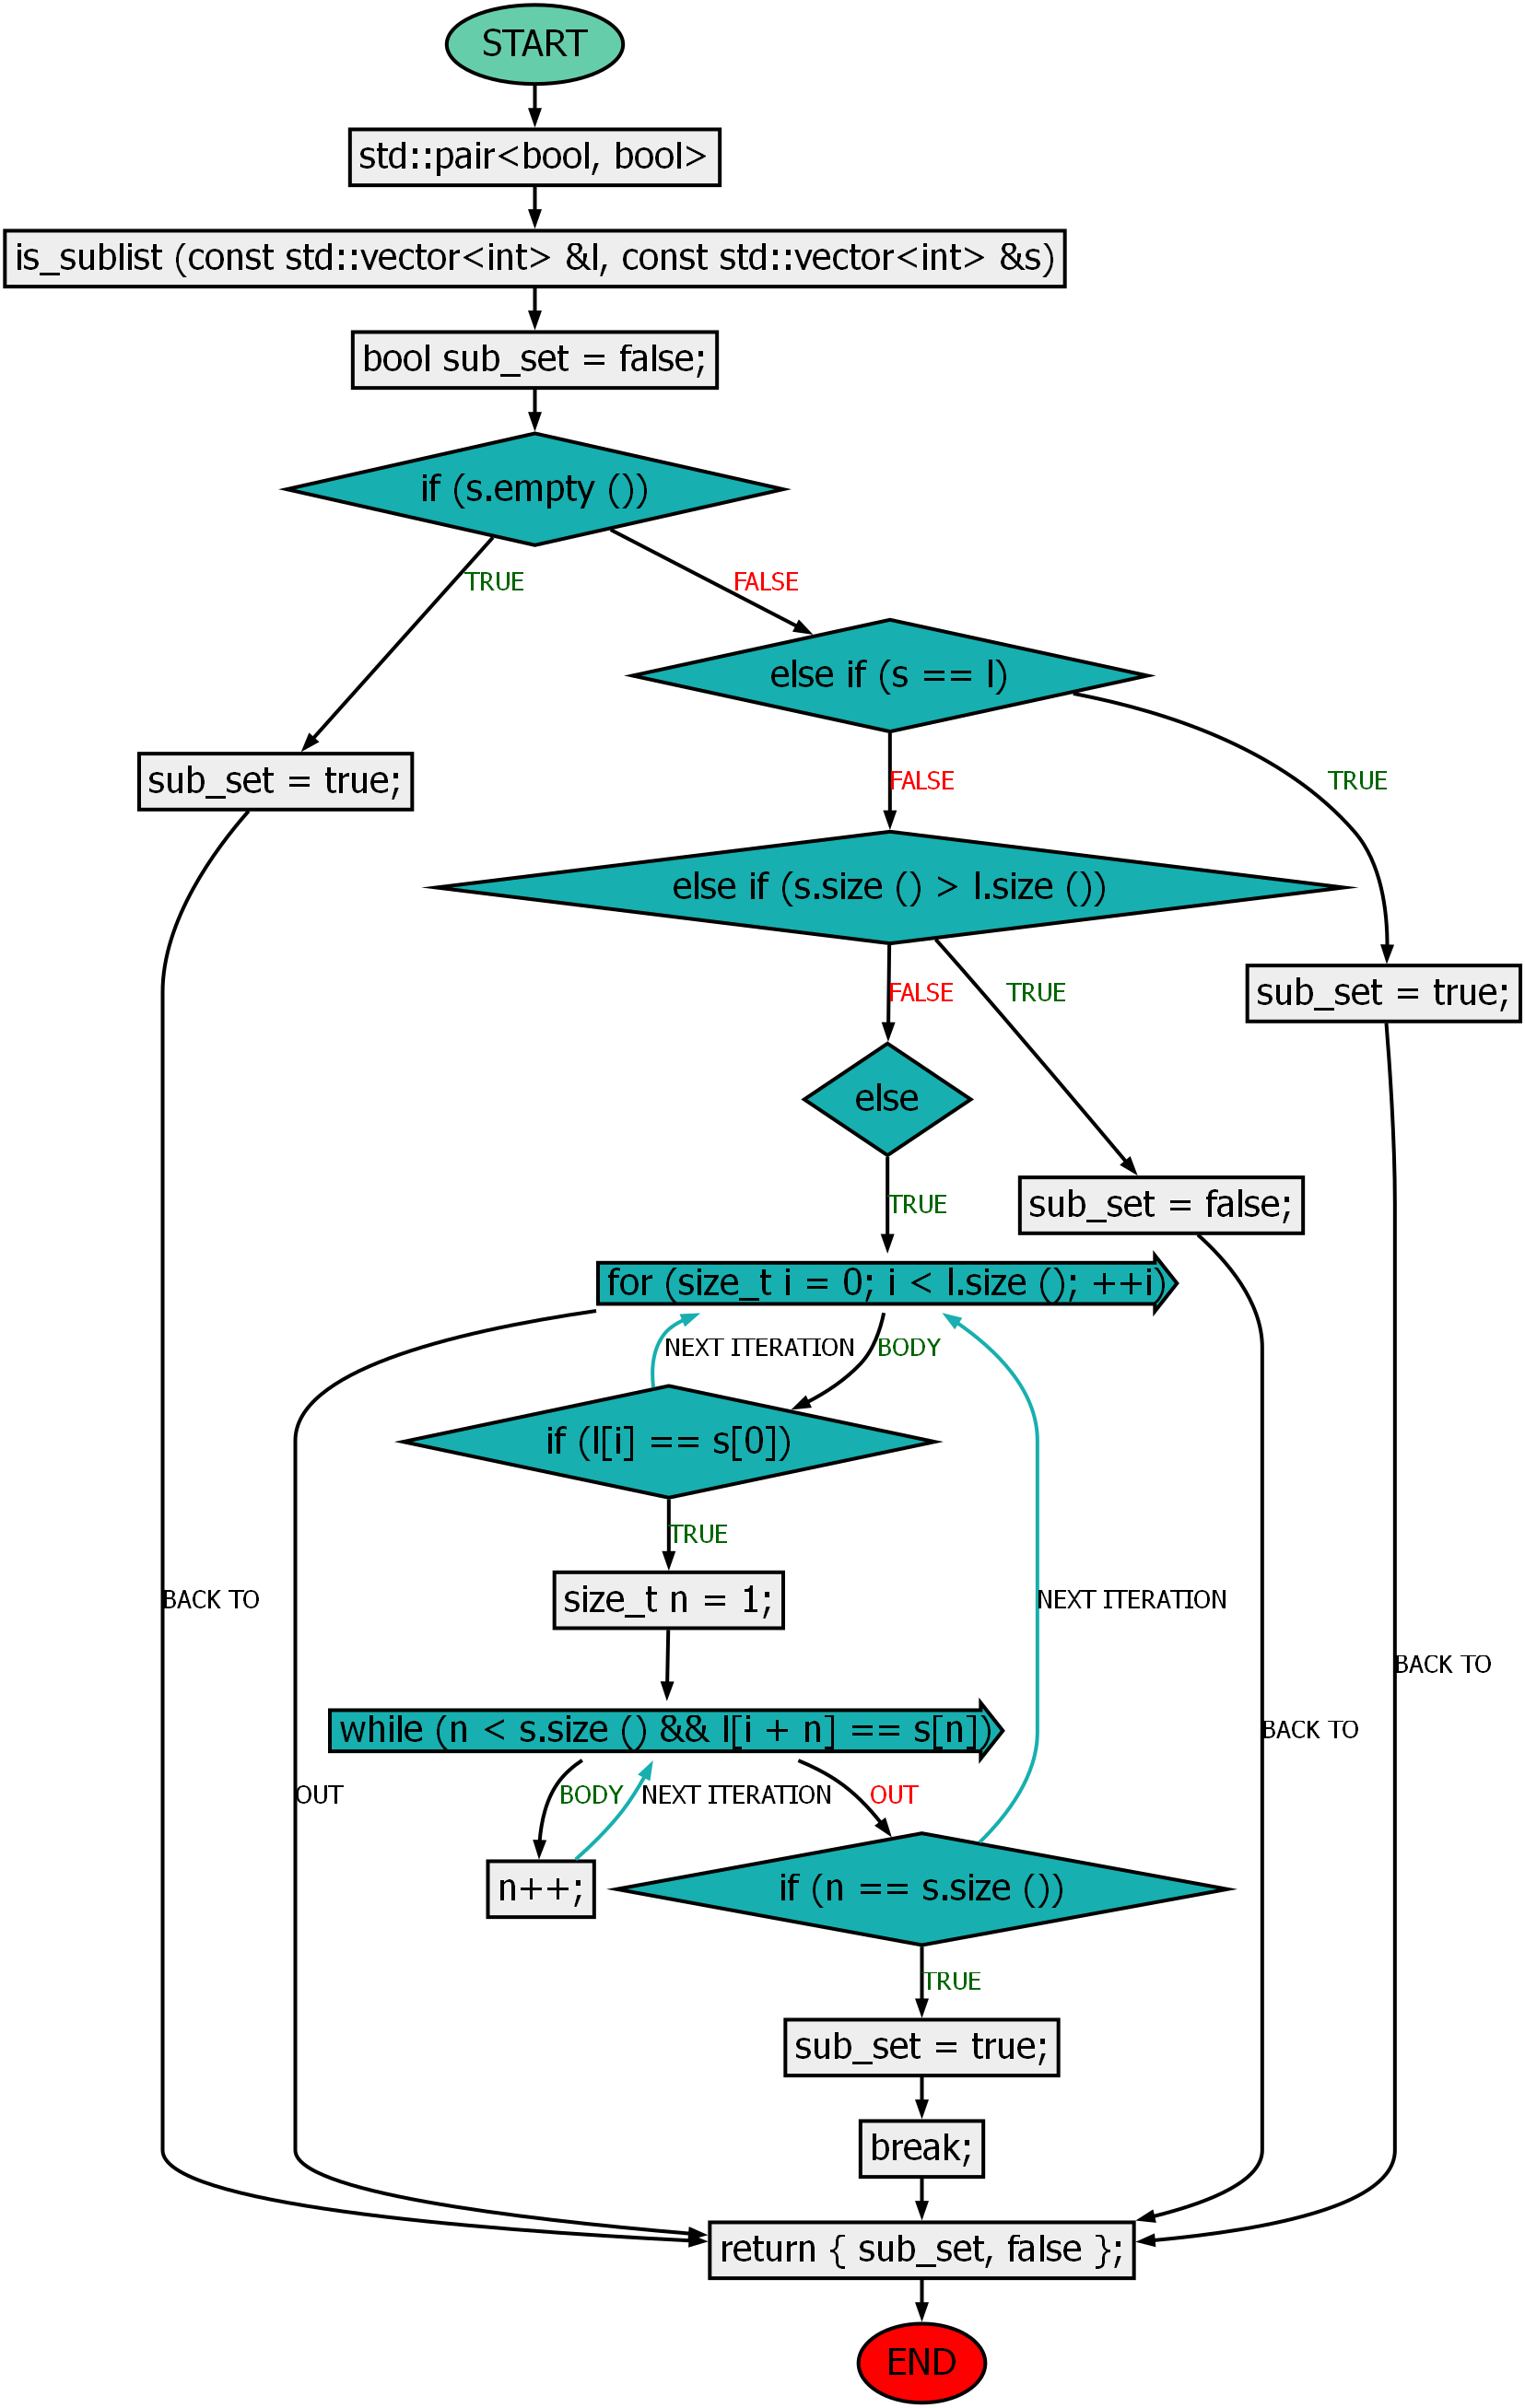 START
std::pair<bool, bool>
is_sublist (const std::vector<int> &l, const std::vector<int> &s)
bool sub_set = false;
if (s.empty ())
TRUE
FALSE
else if (s == l)
sub_set = true;
FALSE
TRUE
else if (s.size () > l.size ())
FALSE
TRUE
sub_set = true;
else
TRUE
sub_set = false;
for (size_t i = 0; i < l.size (); ++i)
NEXT ITERATION
BODY
if (l[i] == s[0])
TRUE
size_t n = 1;
BACK TO
NEXT ITERATION
BACK TO
while (n < s.size () && l[i + n] == s[n])
BACK TO
OUT
BODY
NEXT ITERATION
OUT
n++;
if (n == s.size ())
TRUE
sub_set = true;
break;
return { sub_set, false };
END